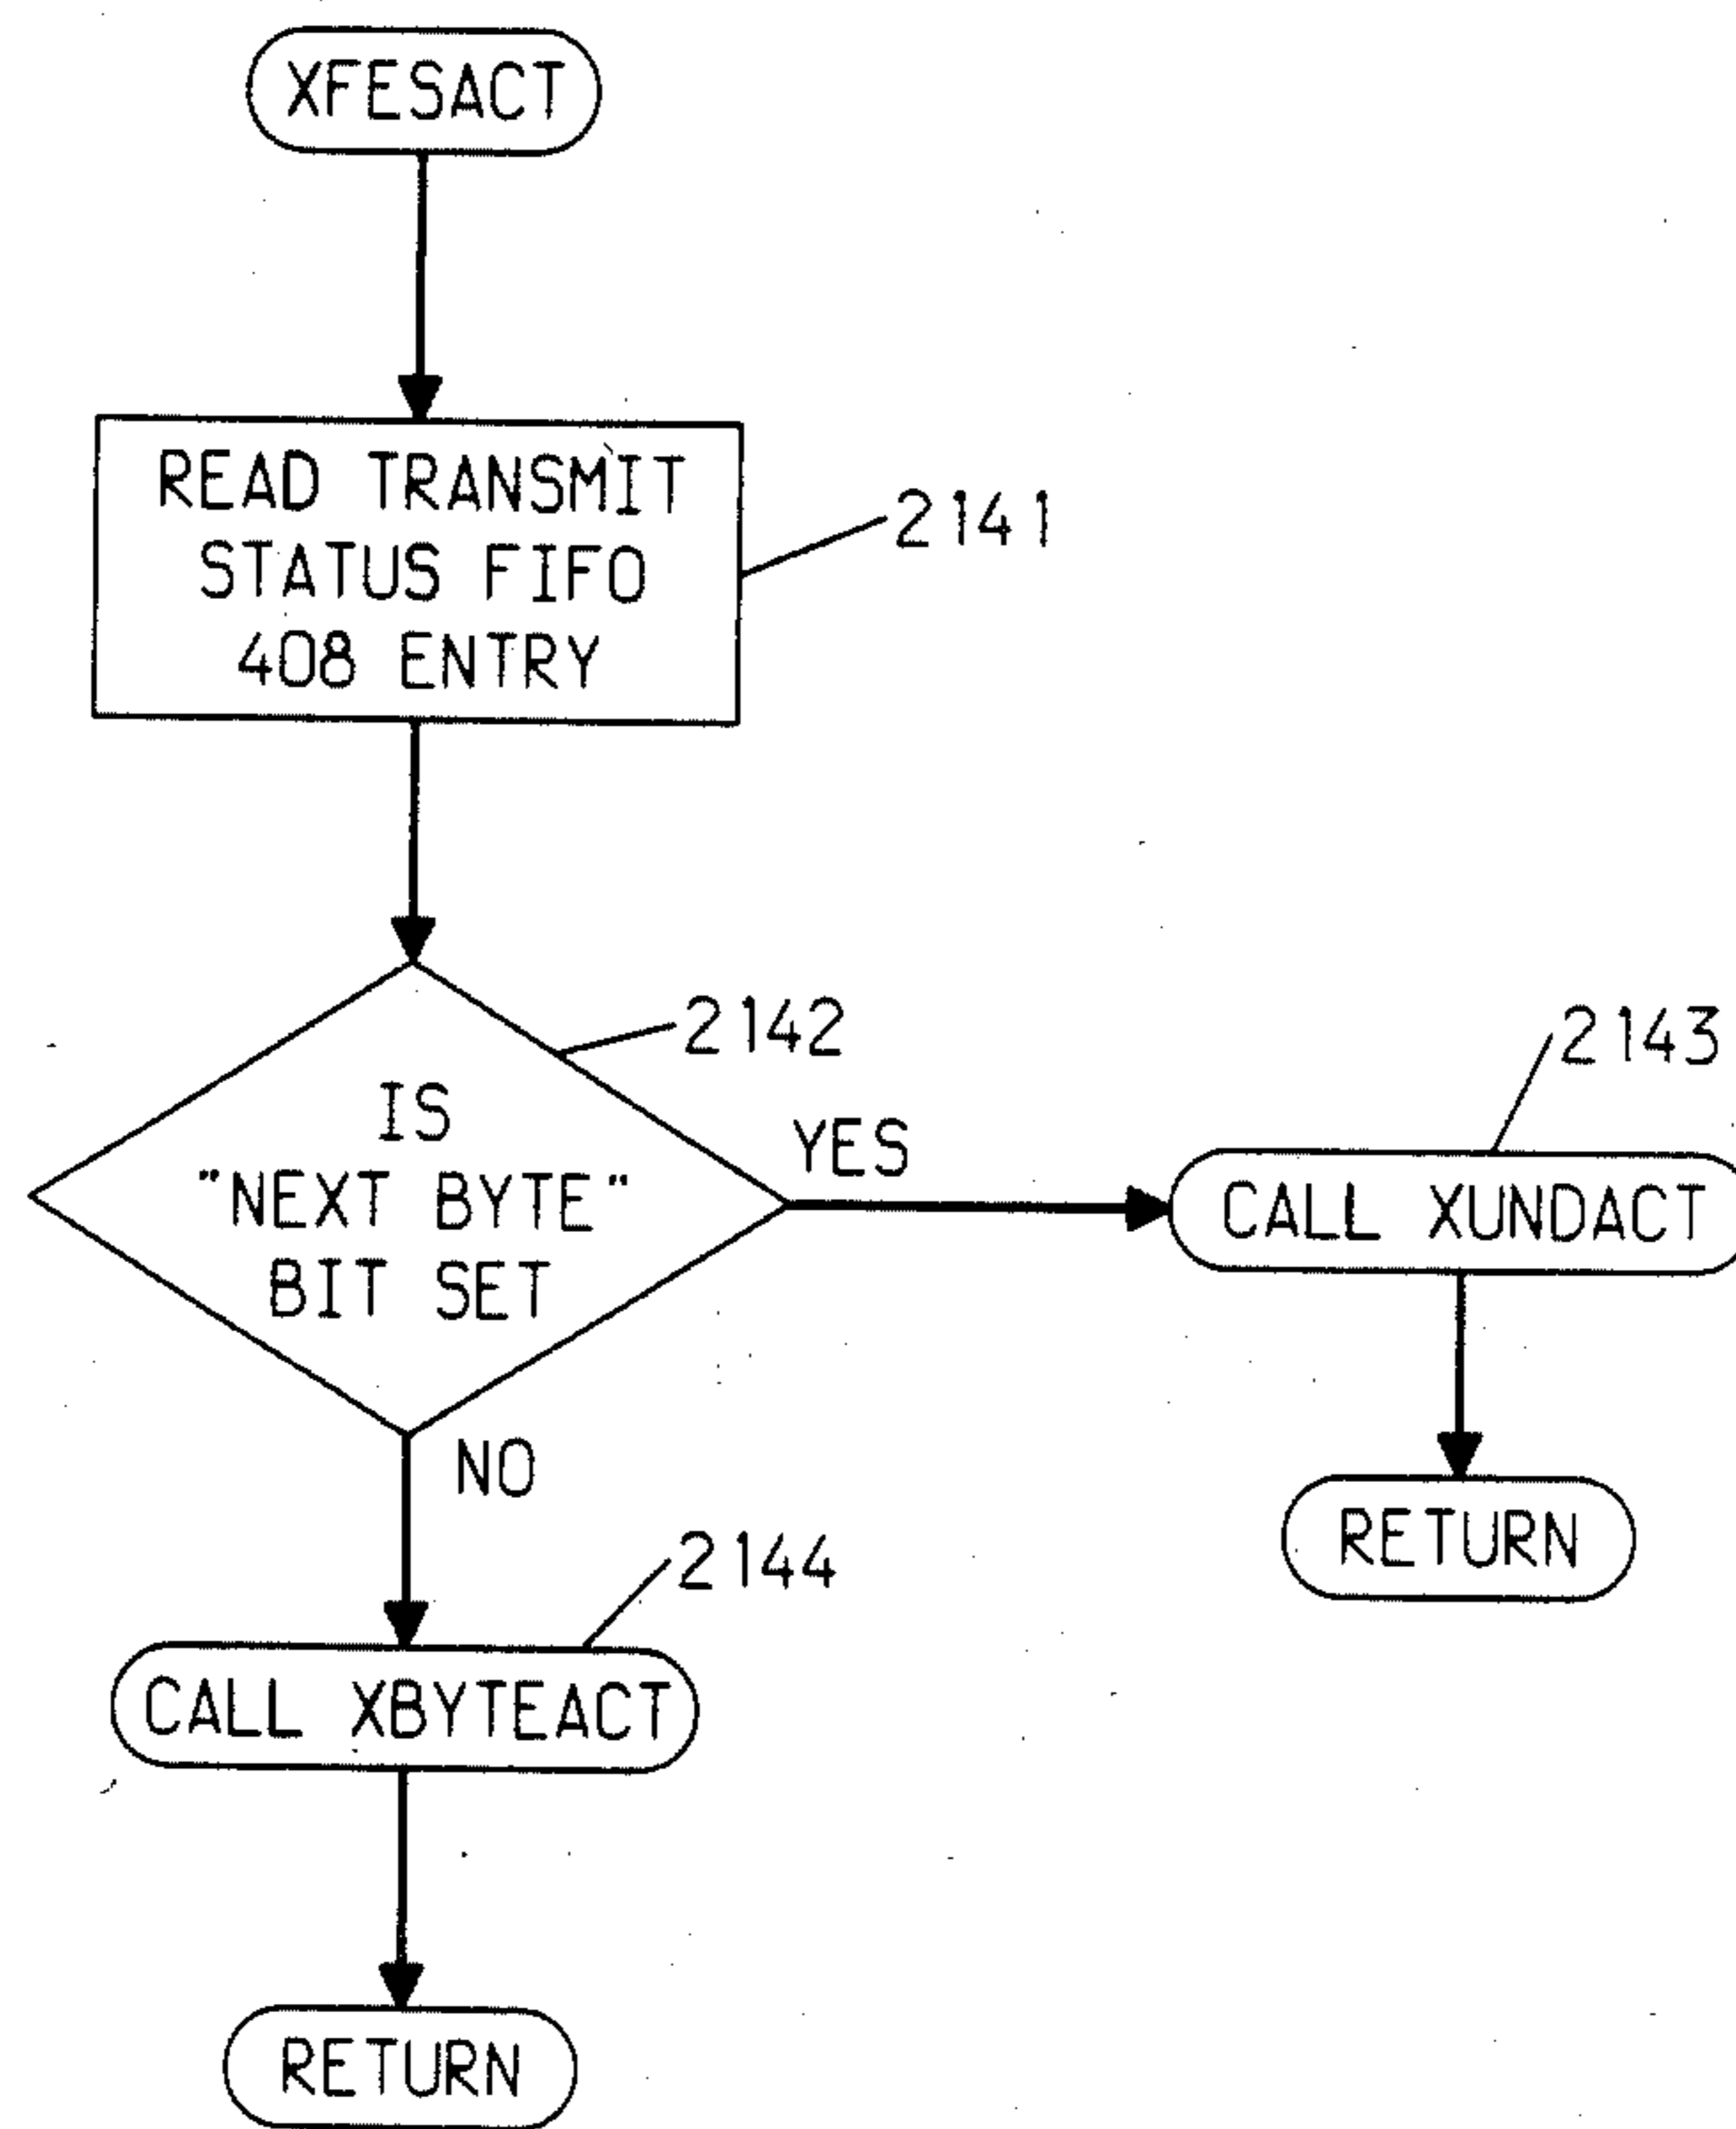 XFESACT
READ TRANSMIT
STATUS FIFO
408 ENTRY
2141
2142
IS
"NEXT BYTE"
BIT SET
YES
2143
CALL XUNDACT
RETURN
NO
2144
CALL XBYTEACT
RETURN